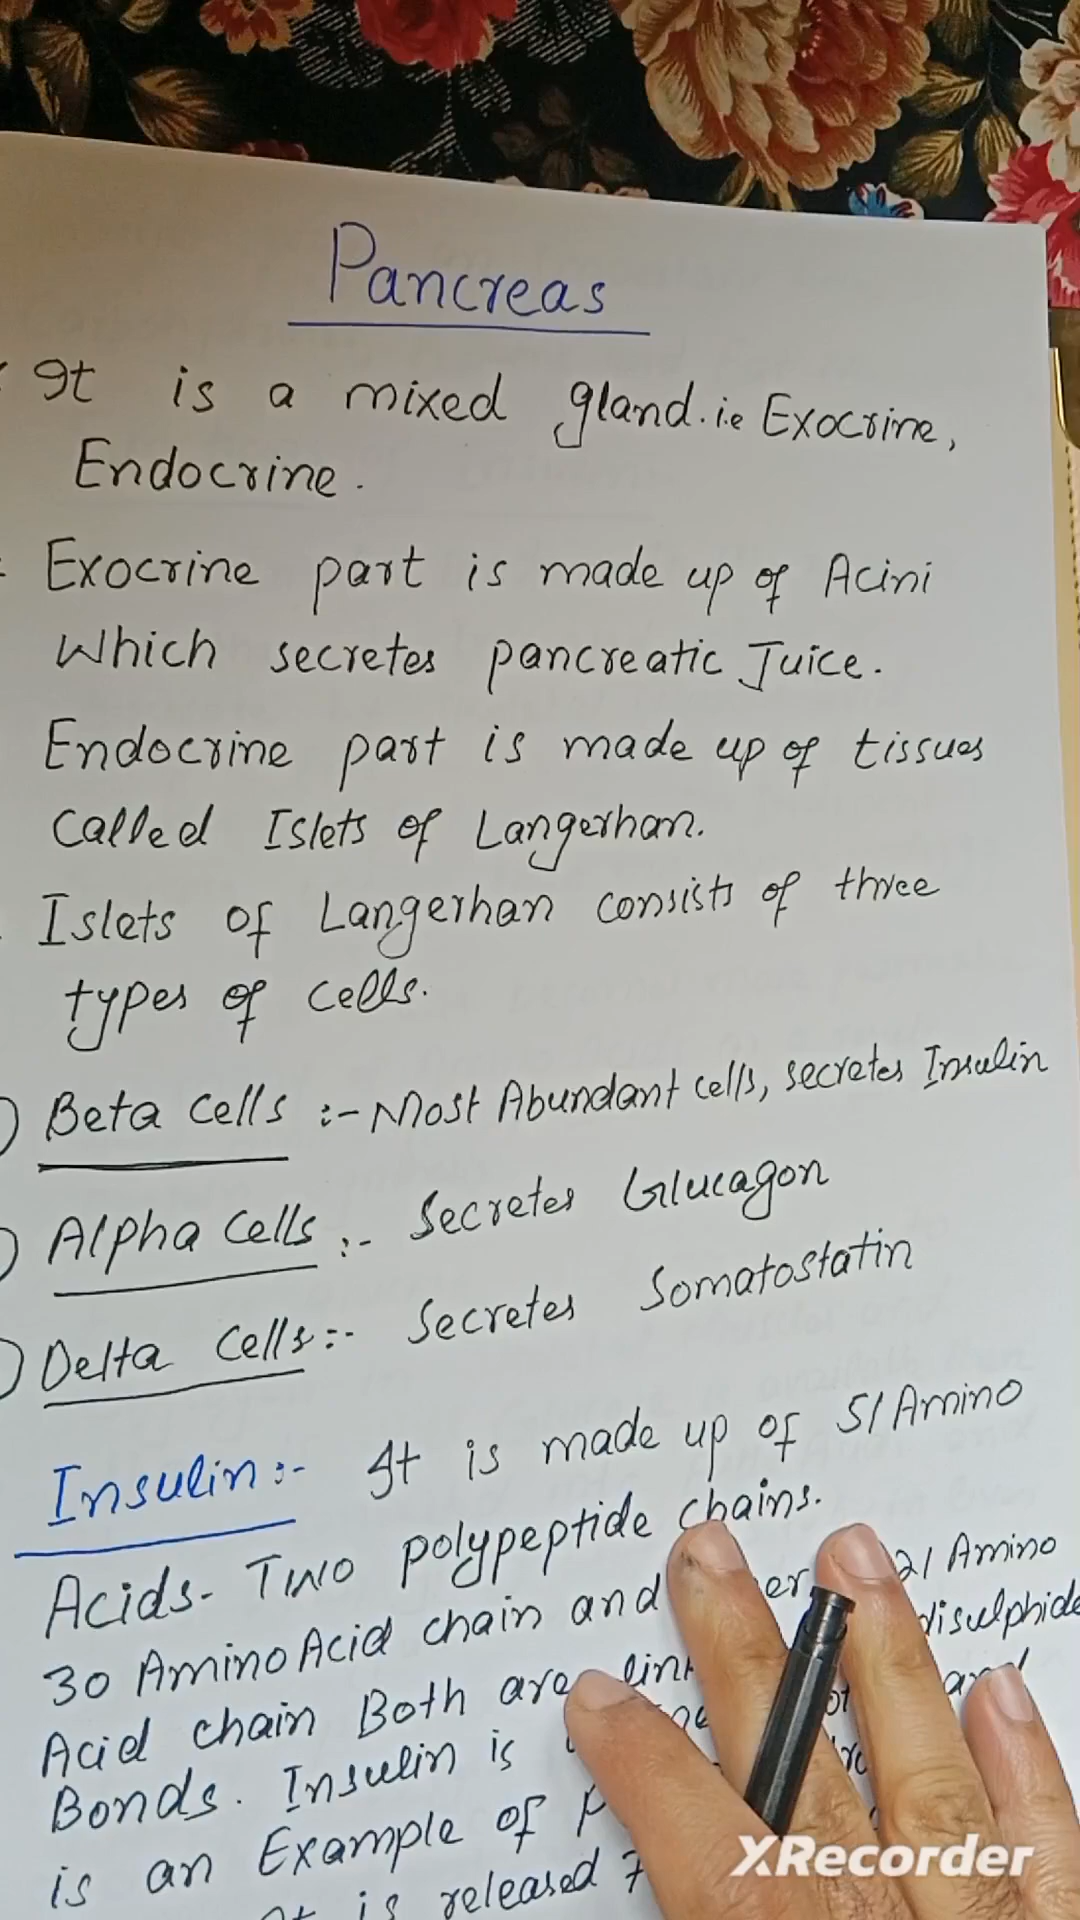 Pancreas
It is a mixed gland. i.e Exocrine,
Endocrine.
Exocrine part is made up of Acini
Which secretes pancreatic Juice.
Endocrine part is made up of tissues
Called Islets of Langerhan.
Islets of Langerhan consists of three
types of cells.
Beta cells :- Most Abundant cells, secretes Insulin
Alpha cells :- Secretes Glucagon
Delta cells :- Secretes Somatostatin
Insulin :- It is made up of 51 Amino
Acids. Two polypeptide chains.
30 Amino Acid chain and 21 Amino
Acid chain Both are disulphide
Bonds. Insulin is and
is an Example of
It is released
XRecorder